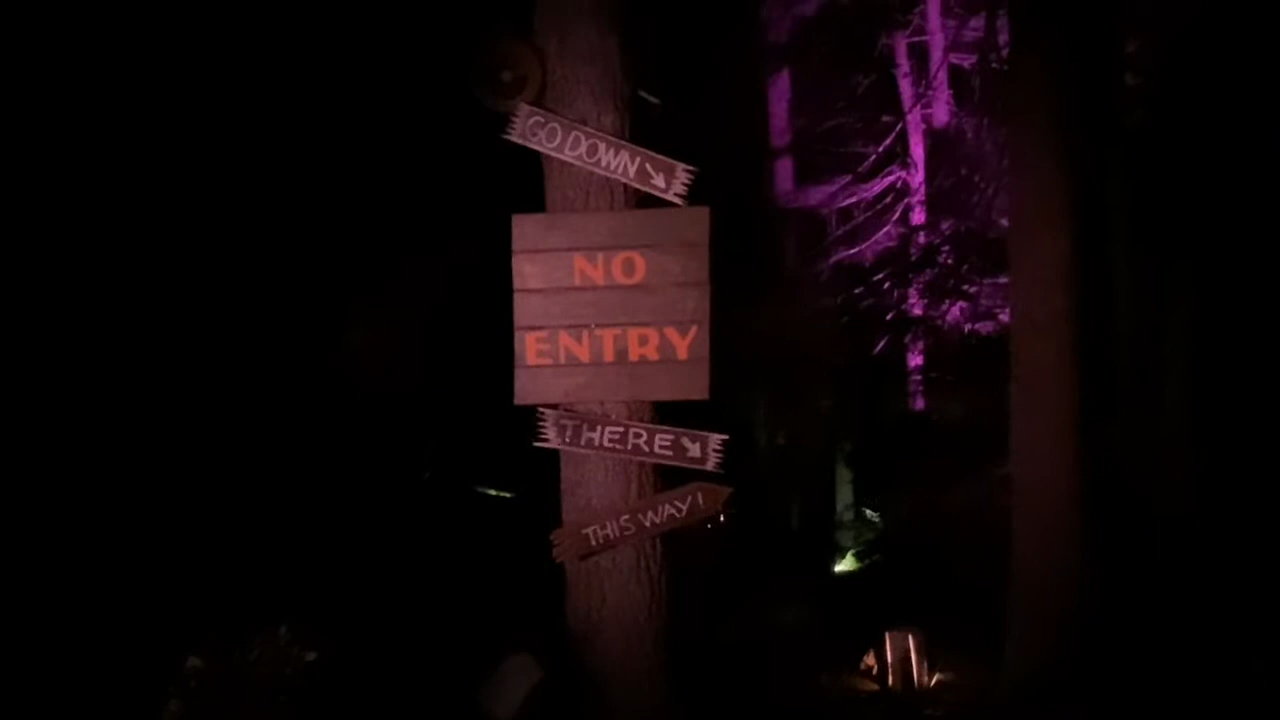 GO DOWN ↘
NO
ENTRY
THERE ↘
THIS WAY!